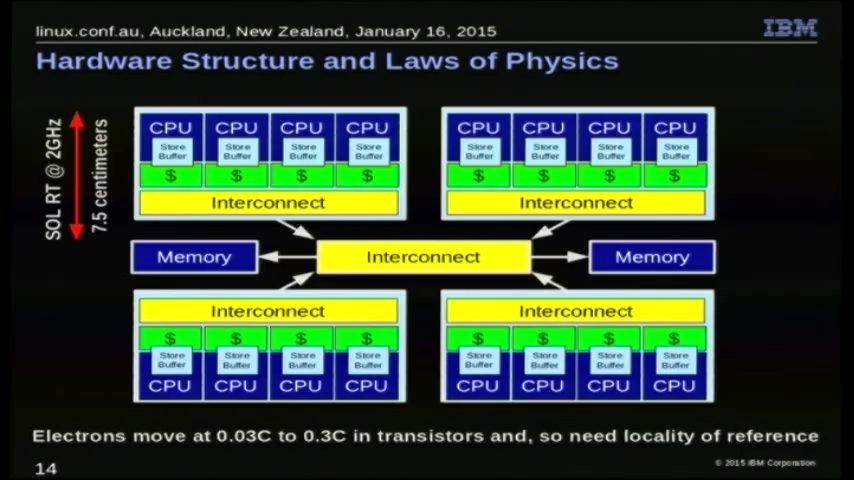 linux.conf.au, Auckland, New Zealand, January 16, 2015
IBM
Hardware Structure and Laws of Physics
SOL RT @ 2GHz
7.5 centimeters
CPU CPU CPU CPU
Store Buffer Store Buffer Store Buffer Store Buffer
$ $ $ $
Interconnect
CPU CPU CPU CPU
Store Buffer Store Buffer Store Buffer Store Buffer
$ $ $ $
Interconnect
Memory
Interconnect
Memory
Interconnect
$ $ $ $
Store Buffer Store Buffer Store Buffer Store Buffer
CPU CPU CPU CPU
Interconnect
$ $ $ $
Store Buffer Store Buffer Store Buffer Store Buffer
CPU CPU CPU CPU
Electrons move at 0.03C to 0.3C in transistors and, so need locality of reference
14
© 2015 IBM Corporation